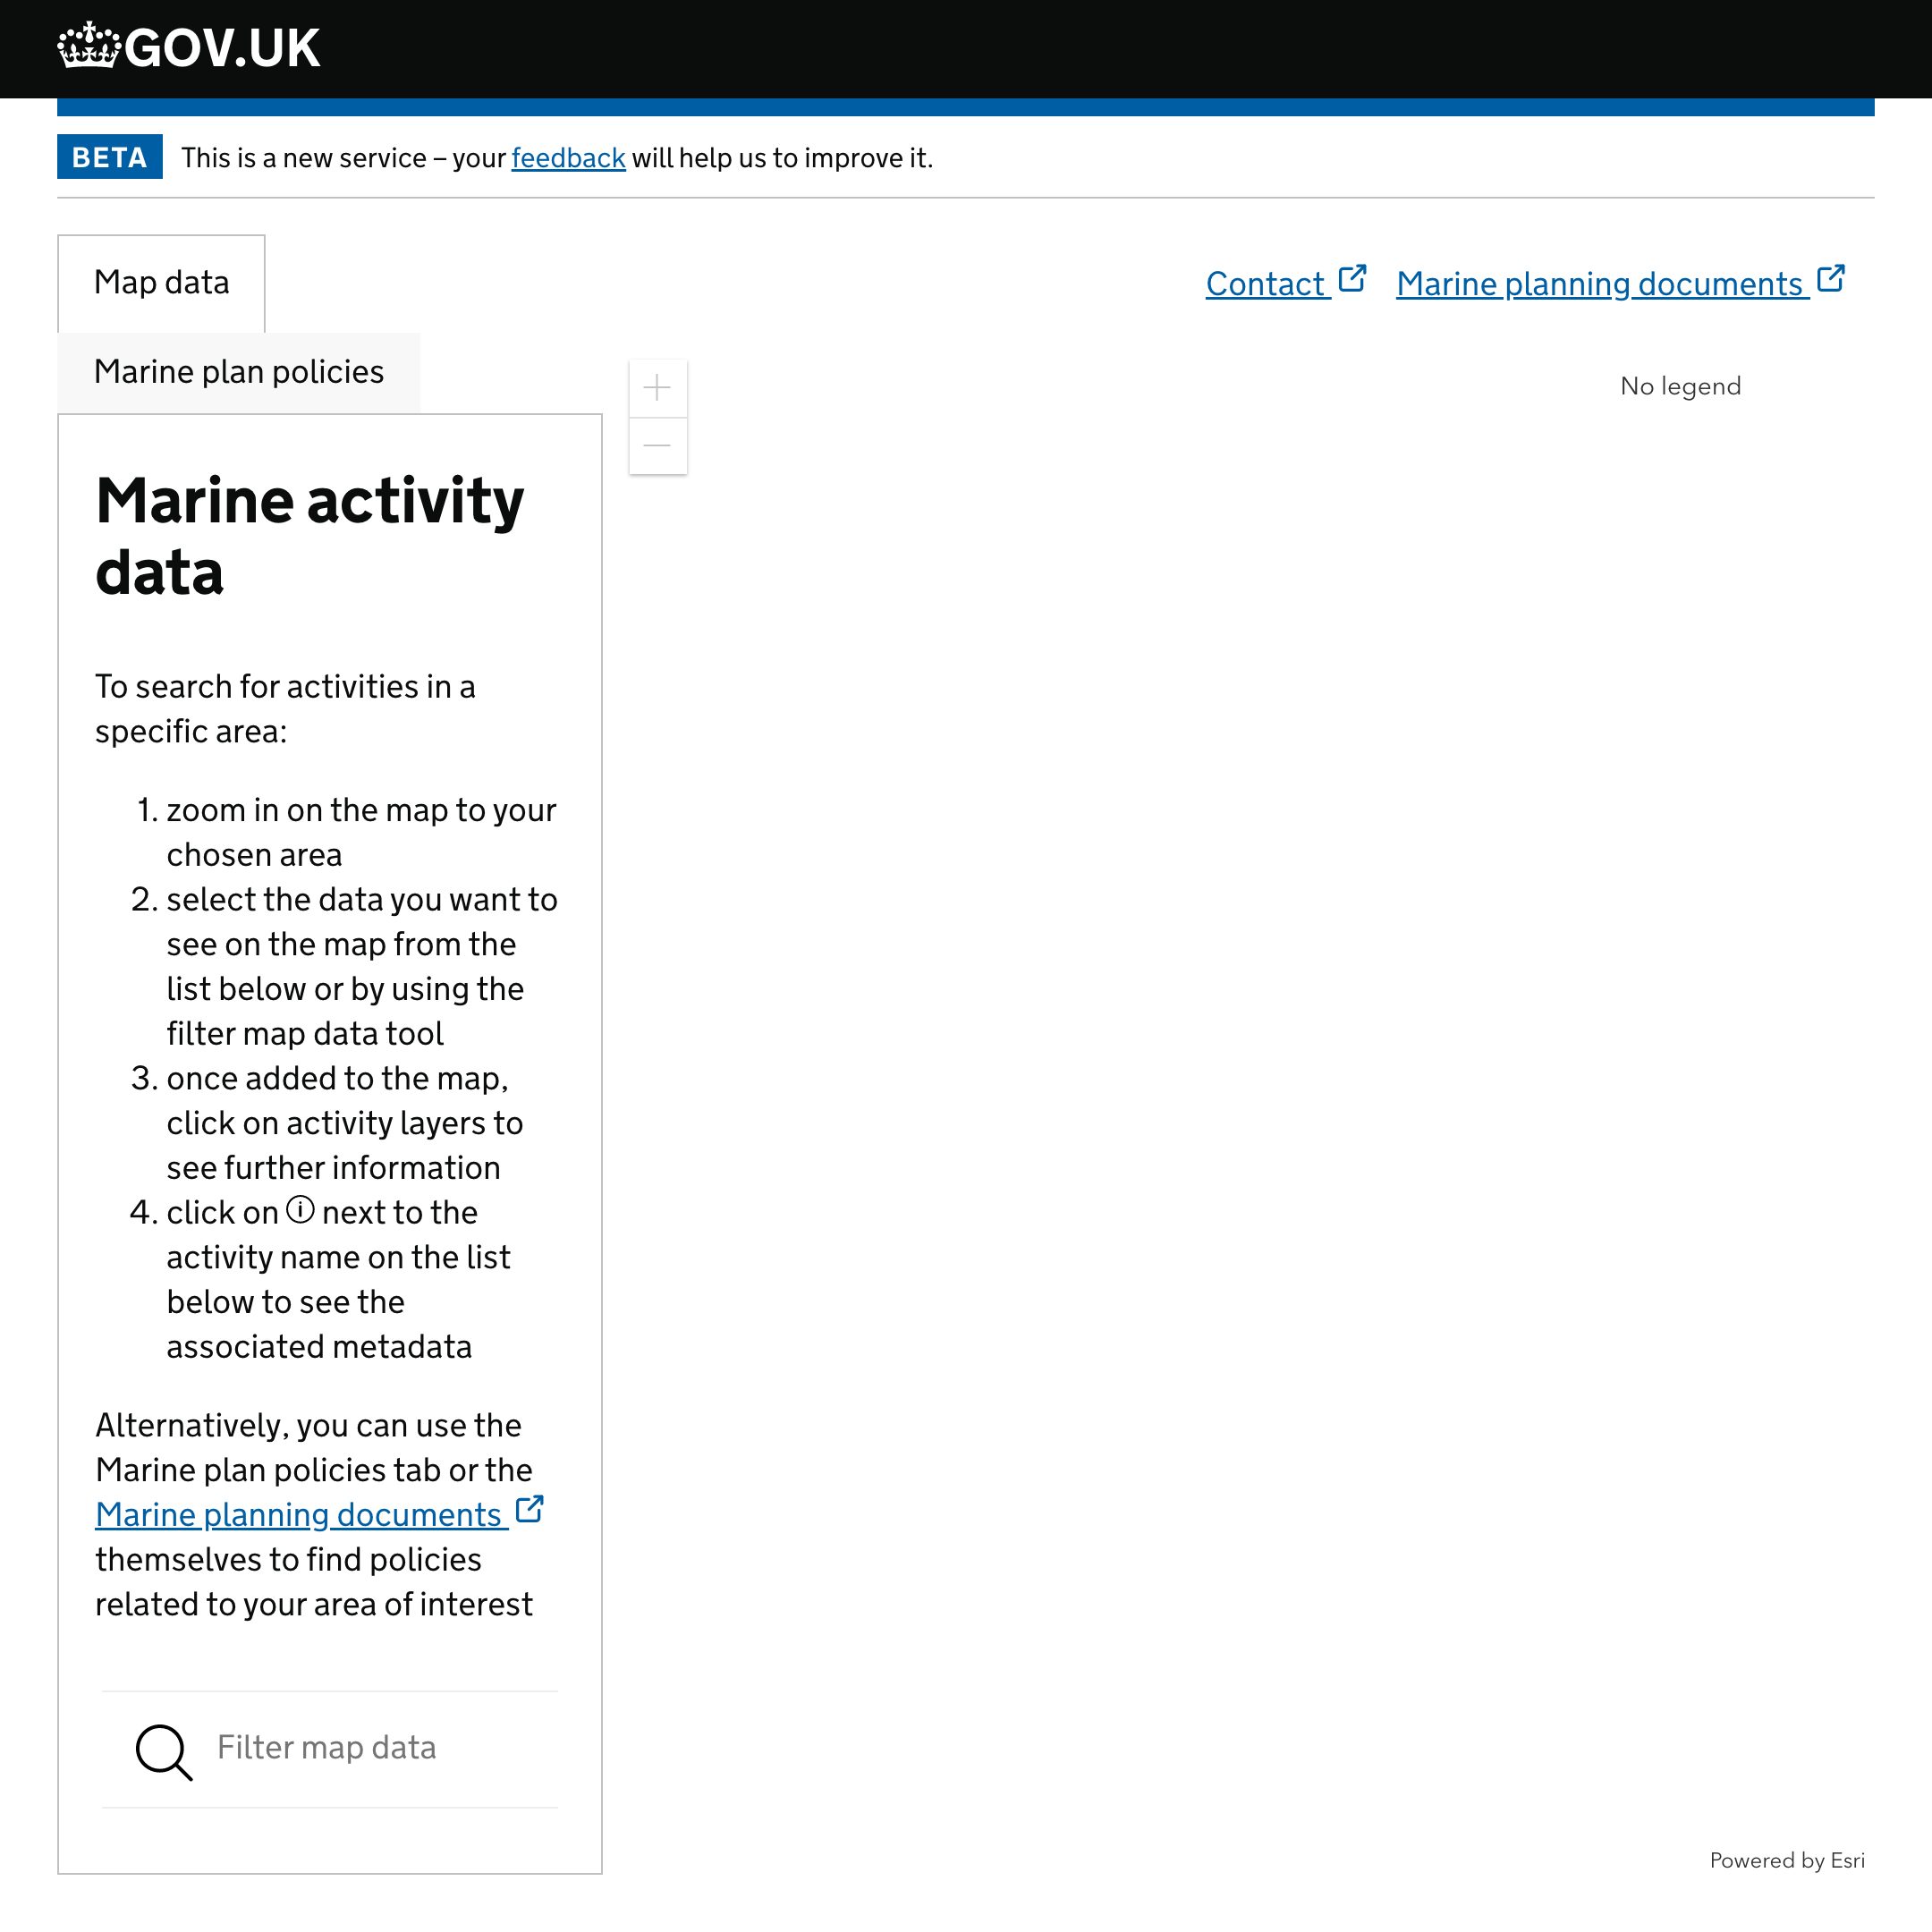 GOV.UK
BETA This is a new service – your feedback will help us to improve it.
Map data
Contact Marine planning documents
Marine plan policies
No legend
Marine activity
data
To search for activities in a
specific area:
1. zoom in on the map to your
chosen area
2. select the data you want to
see on the map from the
list below or by using the
filter map data tool
3. once added to the map,
click on activity layers to
see further information
4. click on ⓘ next to the
activity name on the list
below to see the
associated metadata
Alternatively, you can use the
Marine plan policies tab or the
Marine planning documents
themselves to find policies
related to your area of interest
Filter map data
Powered by Esri